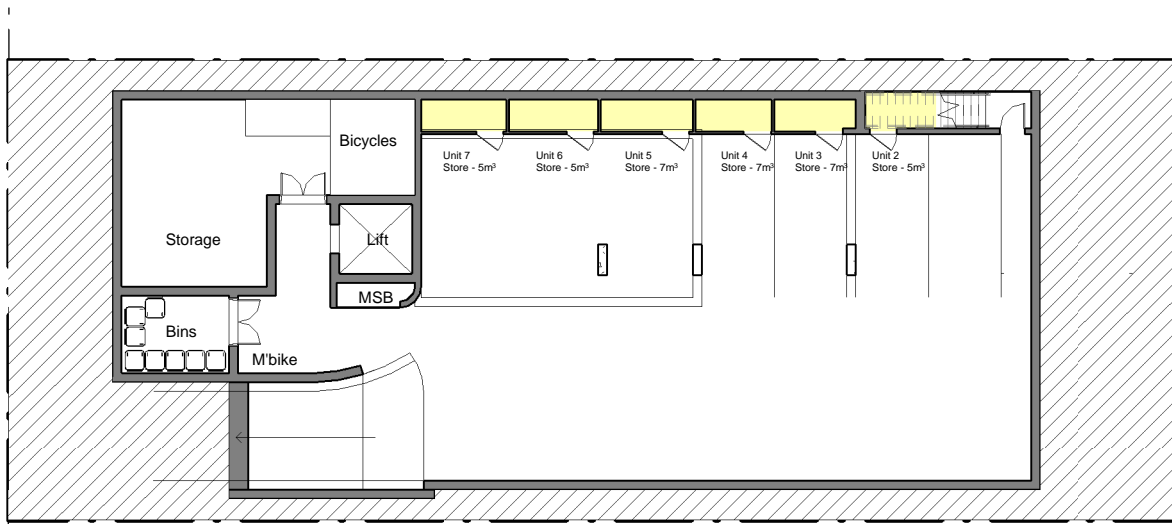 Bicycles
Unit 7
Store - 5m³
Unit 6
Store - 5m³
Unit 5
Store - 7m³
Unit 4
Store - 7m³
Unit 3
Store - 7m³
Unit 2
Store - 5m³
Storage
Lift
MSB
Bins
M'bike